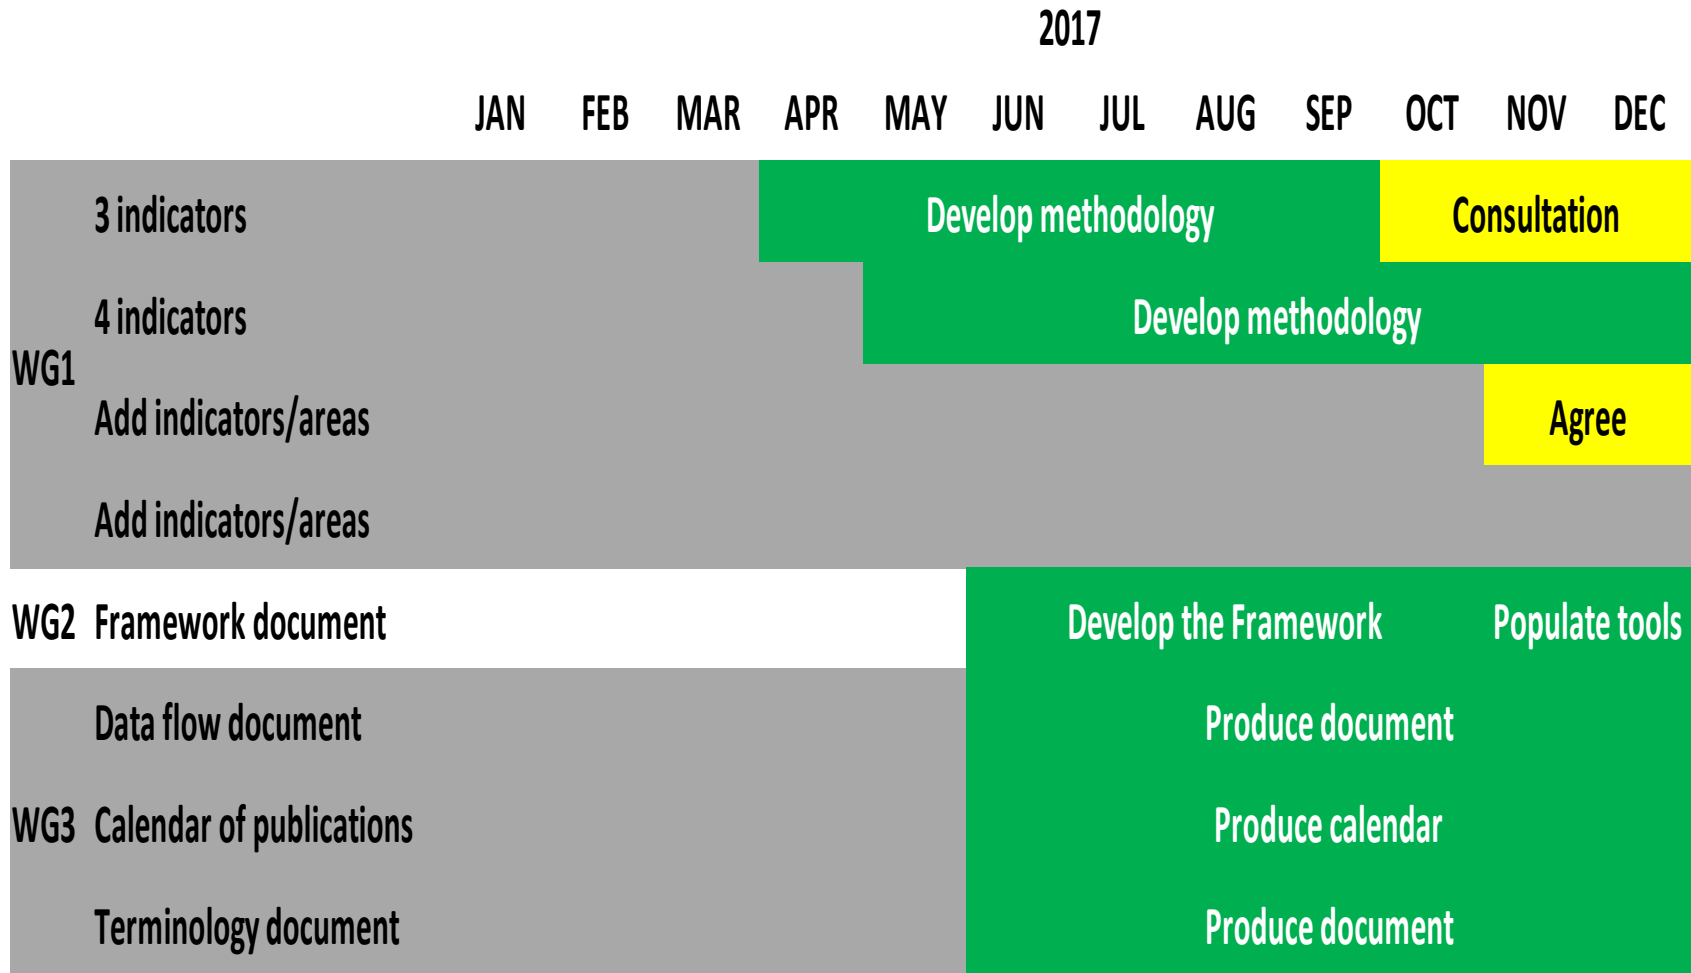 2017
JAN FEB MAR APR MAY JUN JUL AUG SEP OCT NOV DEC
3 indicators Develop methodology Consultation
4 indicators Develop methodology
WG1
Add indicators/areas Agree
Add indicators/areas
WG2 Framework document Develop the Framework Populate tools
Data flow document Produce document
WG3 Calendar of publications Produce calendar
Terminology document Produce document